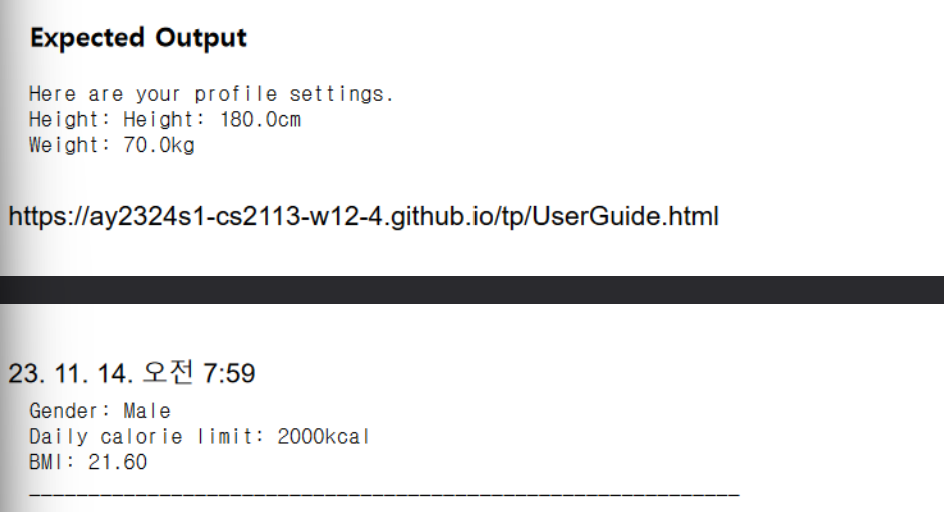 Expected Output
Here are your profile settings.
Height: Height: 180.0cm
Weight: 70.0kg
https://ay2324s1-cs2113-w12-4.github.io/tp/UserGuide.html
23. 11. 14. 오전 7:59
Gender: Male
Daily calorie limit: 2000kcal
BMI: 21.60
____________________________________________________________